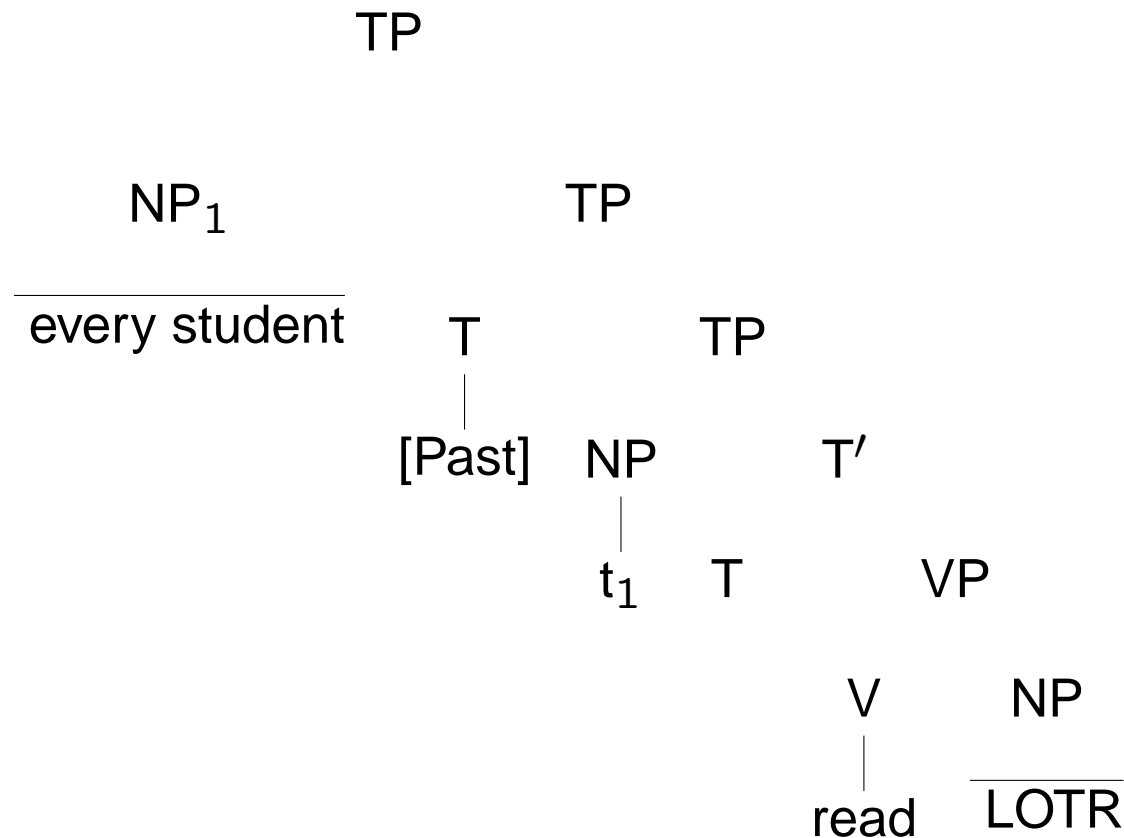 TP
NP₁ TP
every student T TP
[Past] NP T′
t₁ T VP
V NP
read LOTR